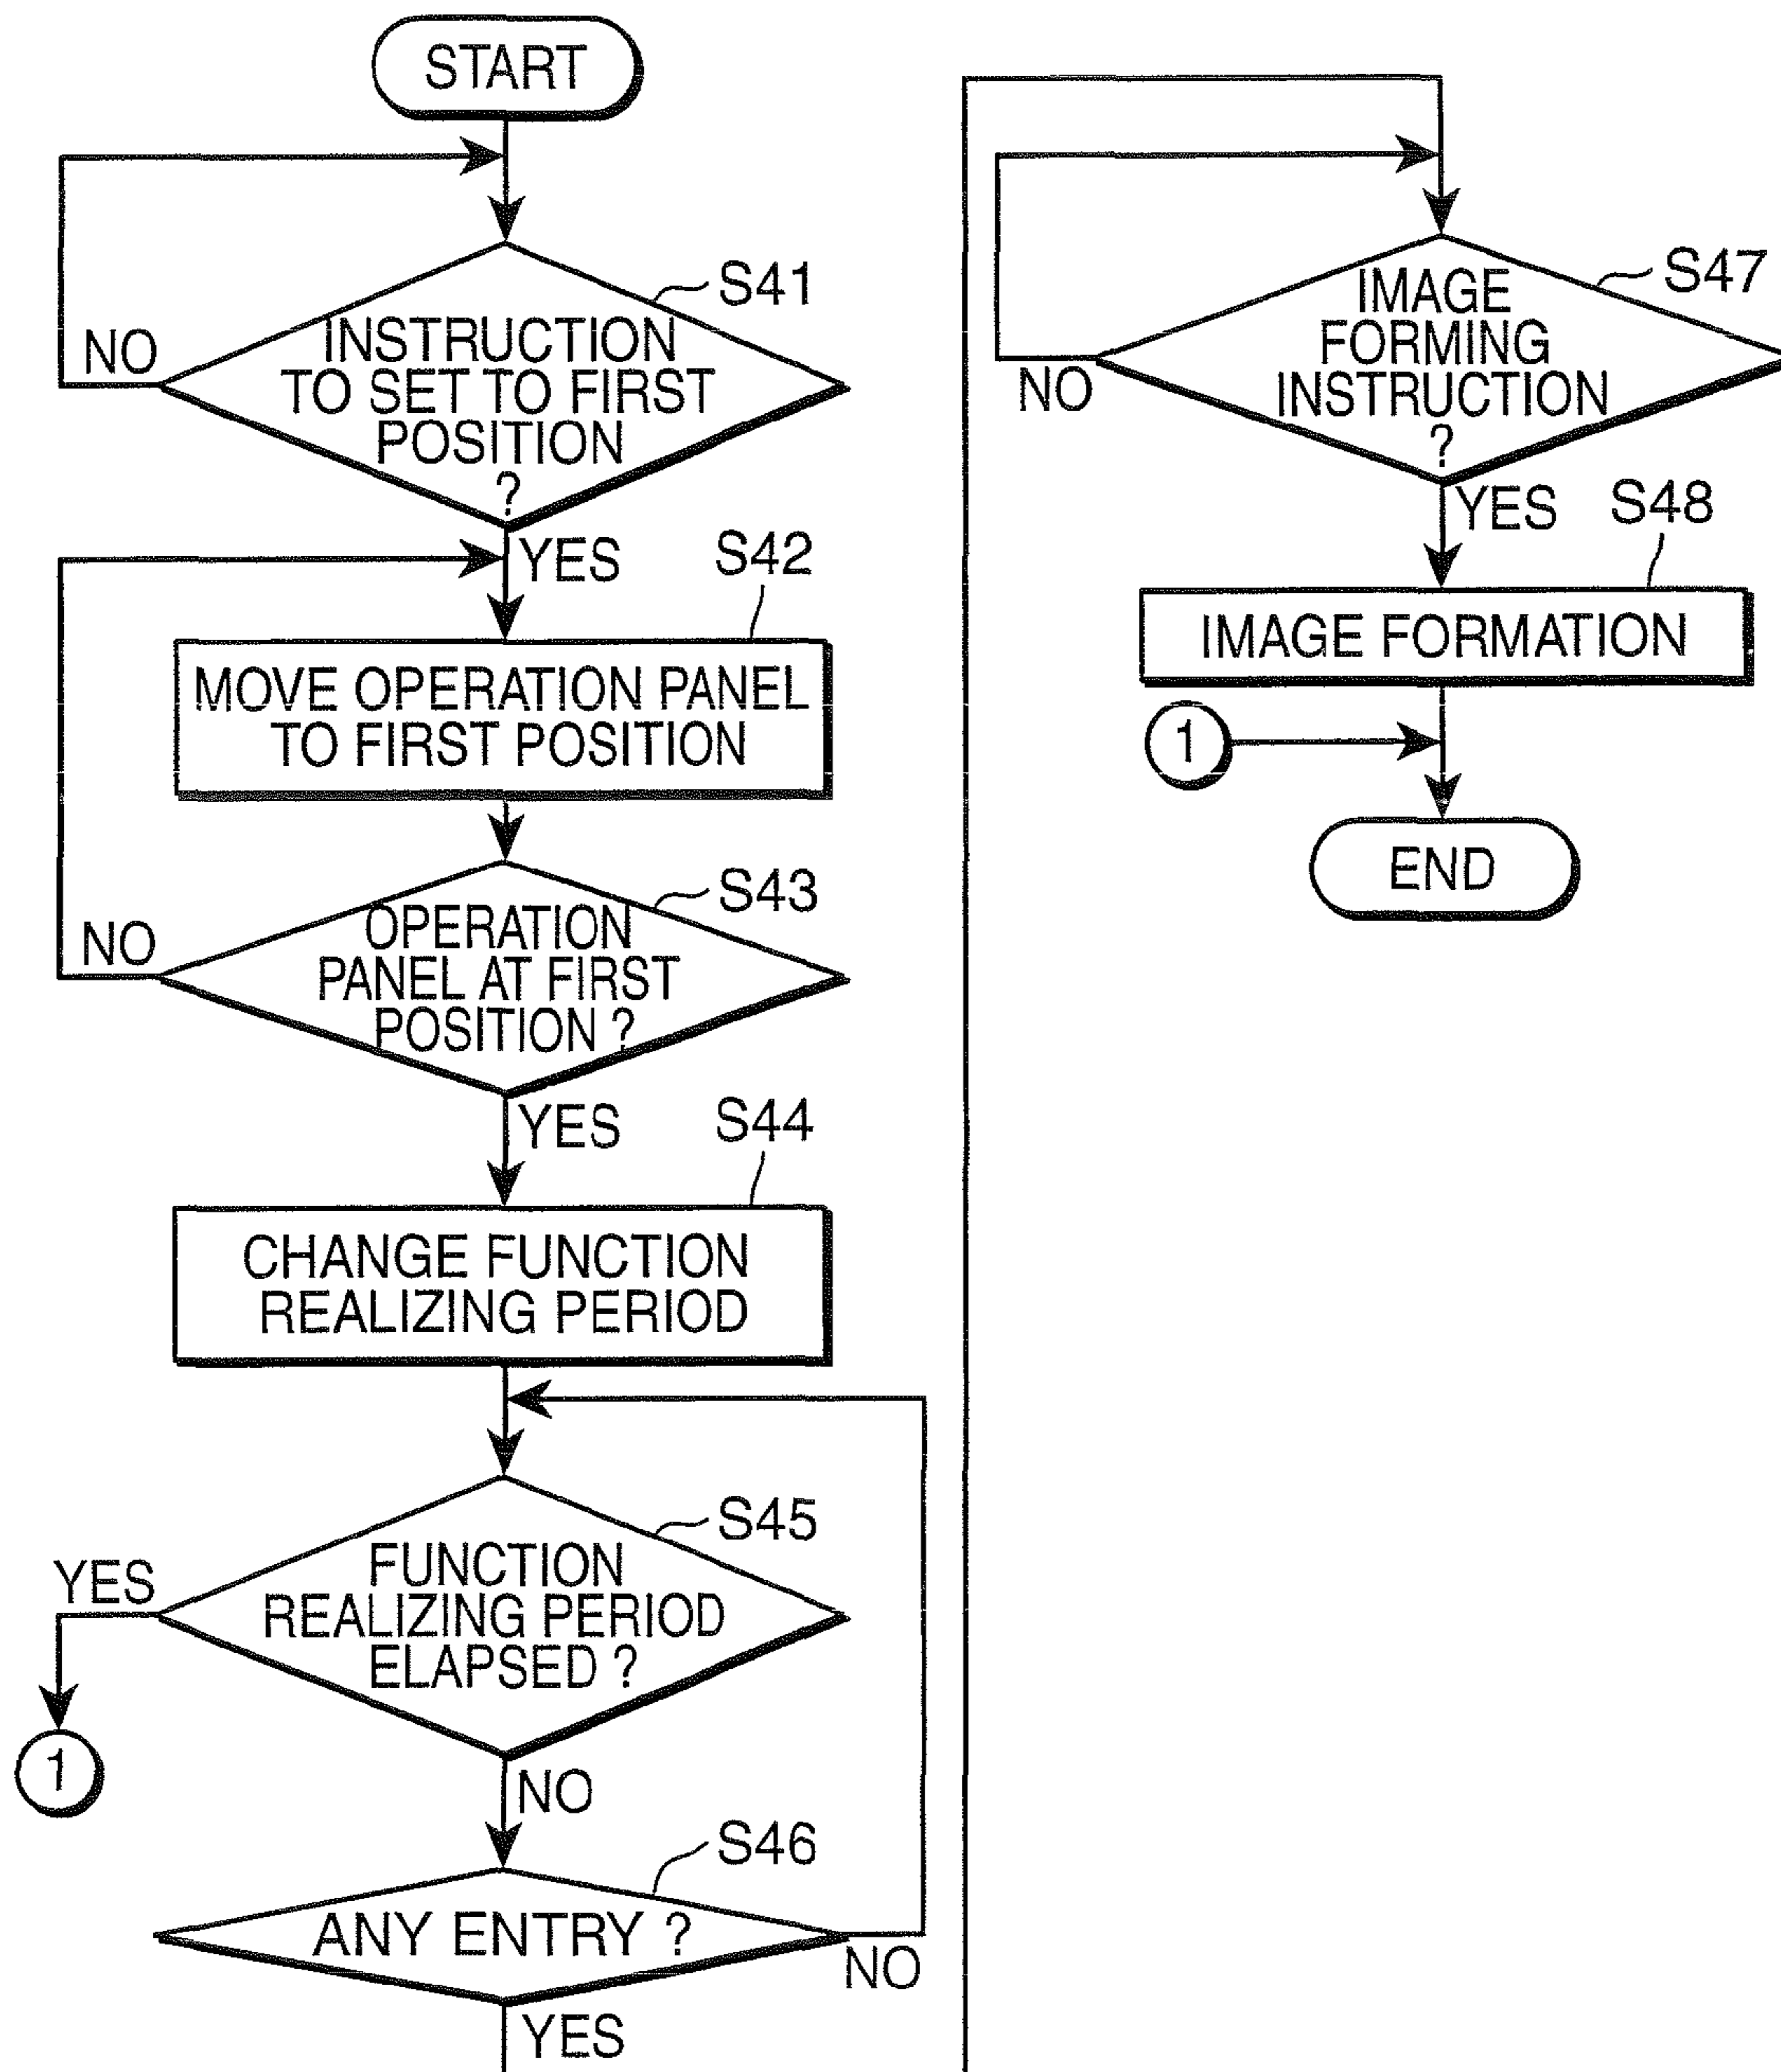 START
S41
NO
INSTRUCTION
TO SET TO FIRST
POSITION
?
YES
S42
MOVE OPERATION PANEL
TO FIRST POSITION
S43
NO
OPERATION
PANEL AT FIRST
POSITION ?
YES
S44
CHANGE FUNCTION
REALIZING PERIOD
S45
YES
FUNCTION
REALIZING PERIOD
ELAPSED ?
1
NO
S46
ANY ENTRY ?
NO
YES
S47
IMAGE
FORMING
INSTRUCTION
?
NO
YES
S48
IMAGE FORMATION
1
END